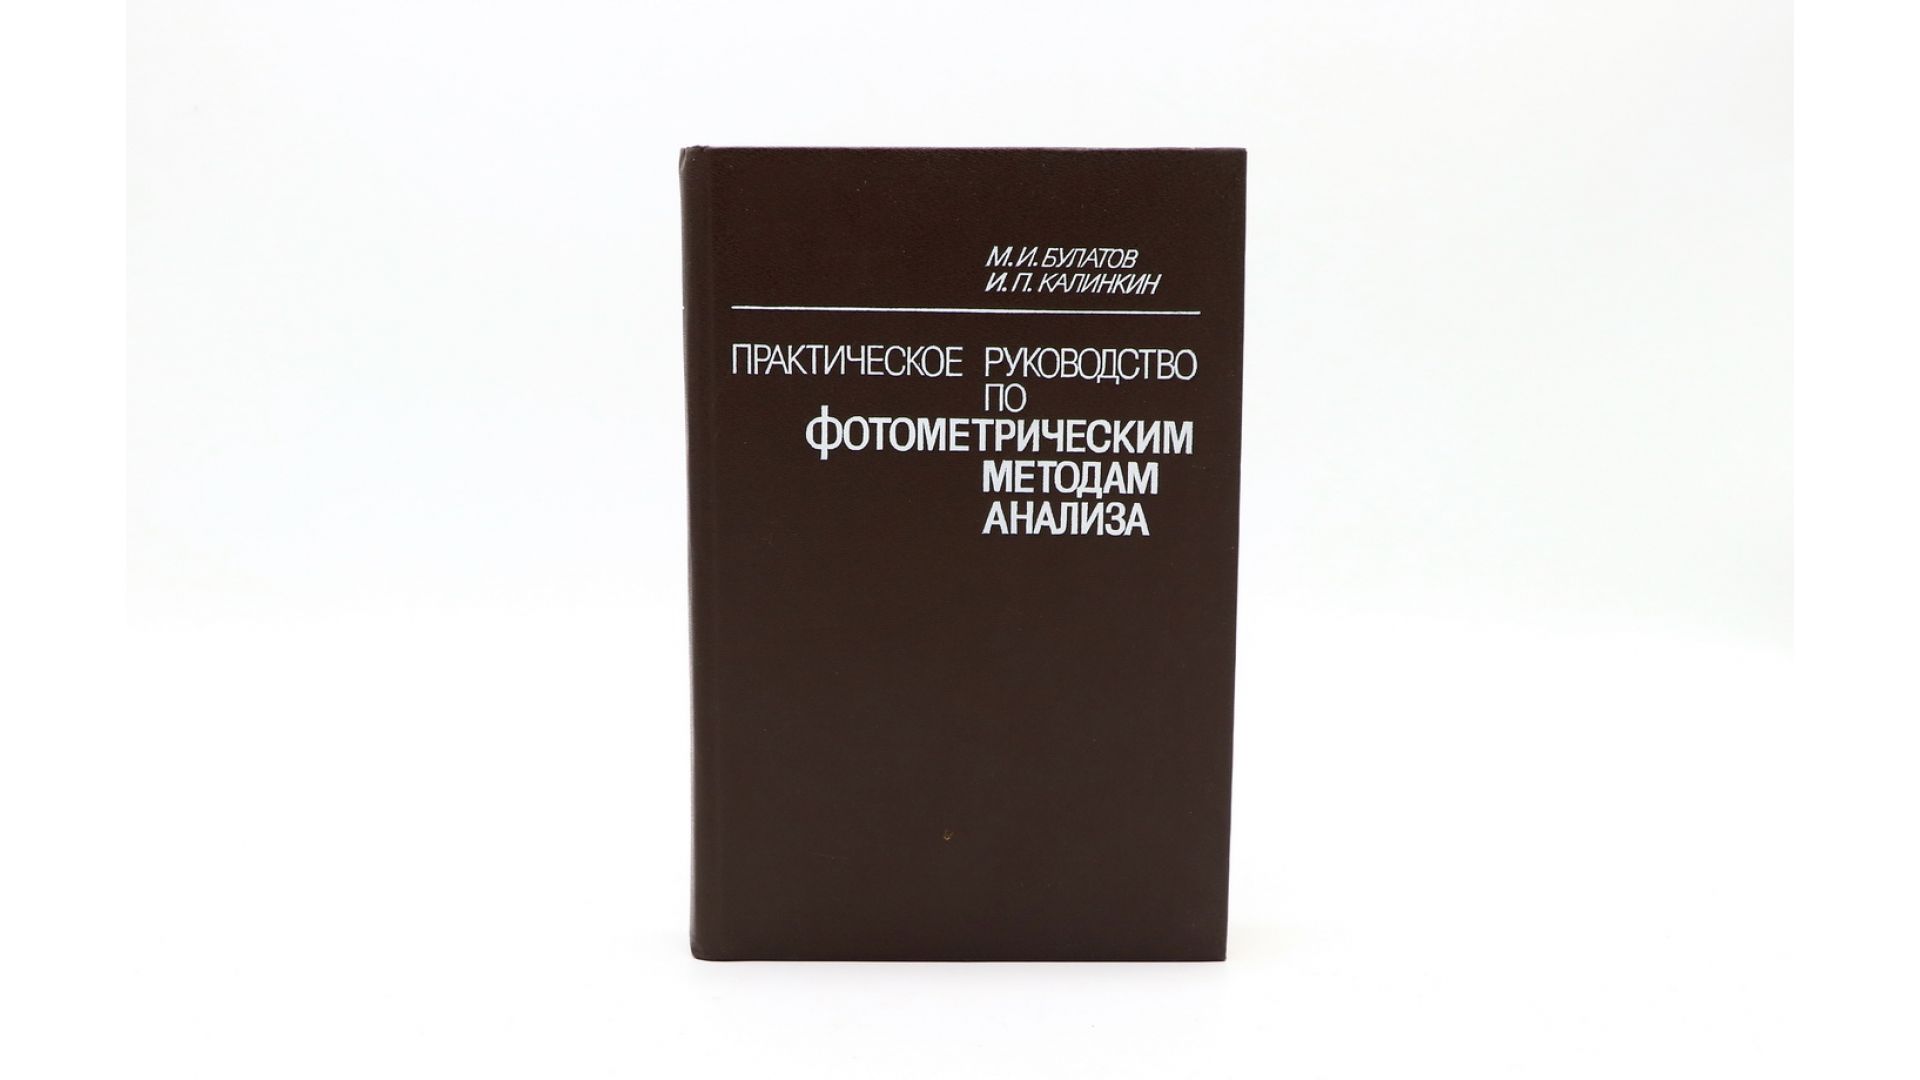 М.И.БУЛАТОВ
И.П.КАЛИНКИН
ПРАКТИЧЕСКОЕ РУКОВОДСТВО
ПО
ФОТОМЕТРИЧЕСКИМ
МЕТОДАМ
АНАЛИЗА